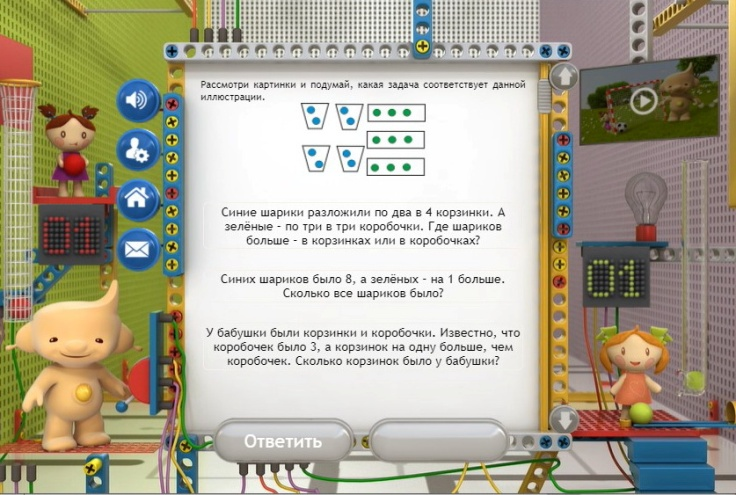 Рассмотри картинки и подумай, какая задача соответствует данной
иллюстрации.
Синие шарики разложили по два в 4 корзинки. А
зелёные - по три в три коробочки. Где шариков
больше - в корзинках или в коробочках?
Синих шариков было 8, а зелёных - на 1 больше.
Сколько все шариков было?
У бабушки были корзинки и коробочки. Известно, что
коробочек было 3, а корзинок на одну больше, чем
коробочек. Сколько корзинок было у бабушки?
01
01
Ответить